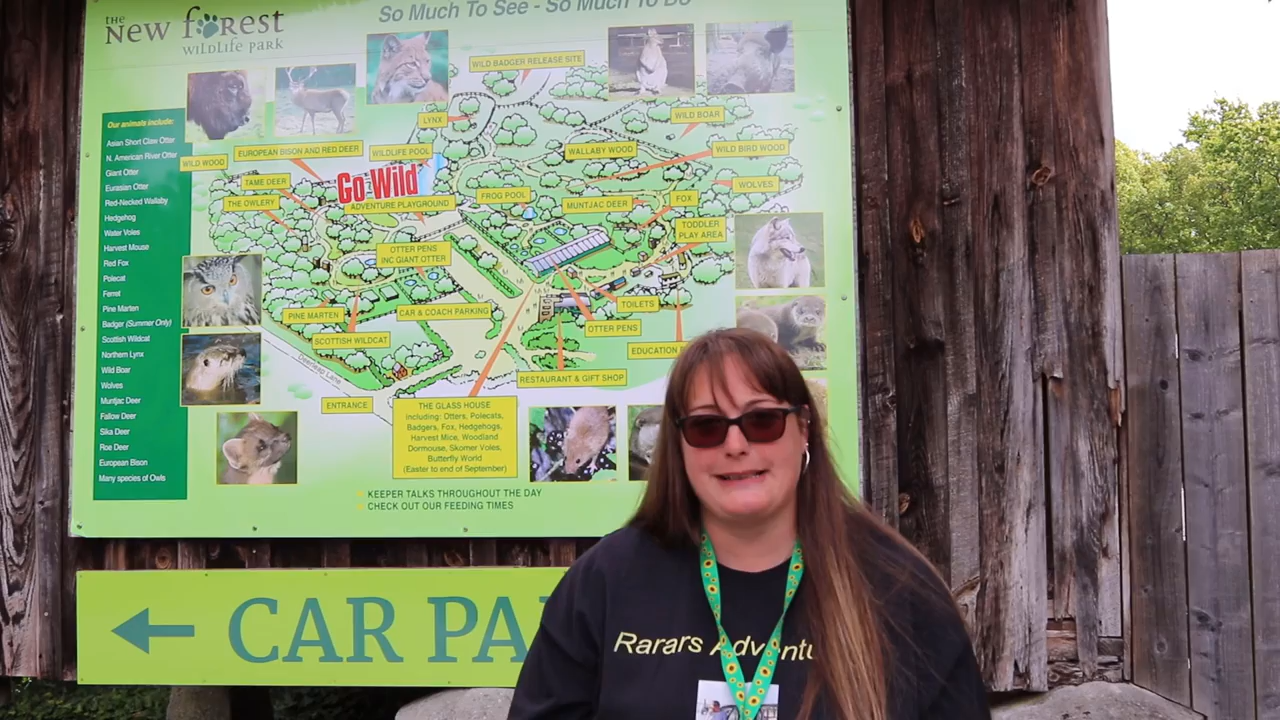 THE
NEW FOREST
WILDLIFE PARK
So Much To See - So Much To Do
WILD BADGER RELEASE SITE
LYNX
WILD BOAR
Our animals include:
Asian Short Claw Otter
N. American River Otter
Giant Otter
Eurasian Otter
Red-Necked Wallaby
Hedgehog
Water Voles
Harvest Mouse
Red Fox
Polecat
Ferret
Pine Marten
Badger (Summer Only)
Scottish Wildcat
Northern Lynx
Wild Boar
Wolves
Muntjac Deer
Fallow Deer
Sika Deer
Roe Deer
European Bison
Many species of Owls
WILD WOOD
EUROPEAN BISON AND RED DEER
WILDLIFE POOL
WALLABY WOOD
WILD BIRD WOOD
TAME DEER
Go Wild
FROG POOL
WOLVES
THE OWLERY
ADVENTURE PLAYGROUND
MUNTJAC DEER
FOX
TODDLER
PLAY AREA
OTTER PENS
INC GIANT OTTER
PINE MARTEN
CAR & COACH PARKING
TOILETS
OTTER PENS
SCOTTISH WILDCAT
EDUCATION
Deerleap Lane
RESTAURANT & GIFT SHOP
ENTRANCE
THE GLASS HOUSE
including: Otters, Polecats,
Badgers, Fox, Hedgehogs,
Harvest Mice, Woodland
Dormouse, Skomer Voles,
Butterfly World
(Easter to end of September)
KEEPER TALKS THROUGHOUT THE DAY
CHECK OUT OUR FEEDING TIMES
CAR PA
Rarars Adventu